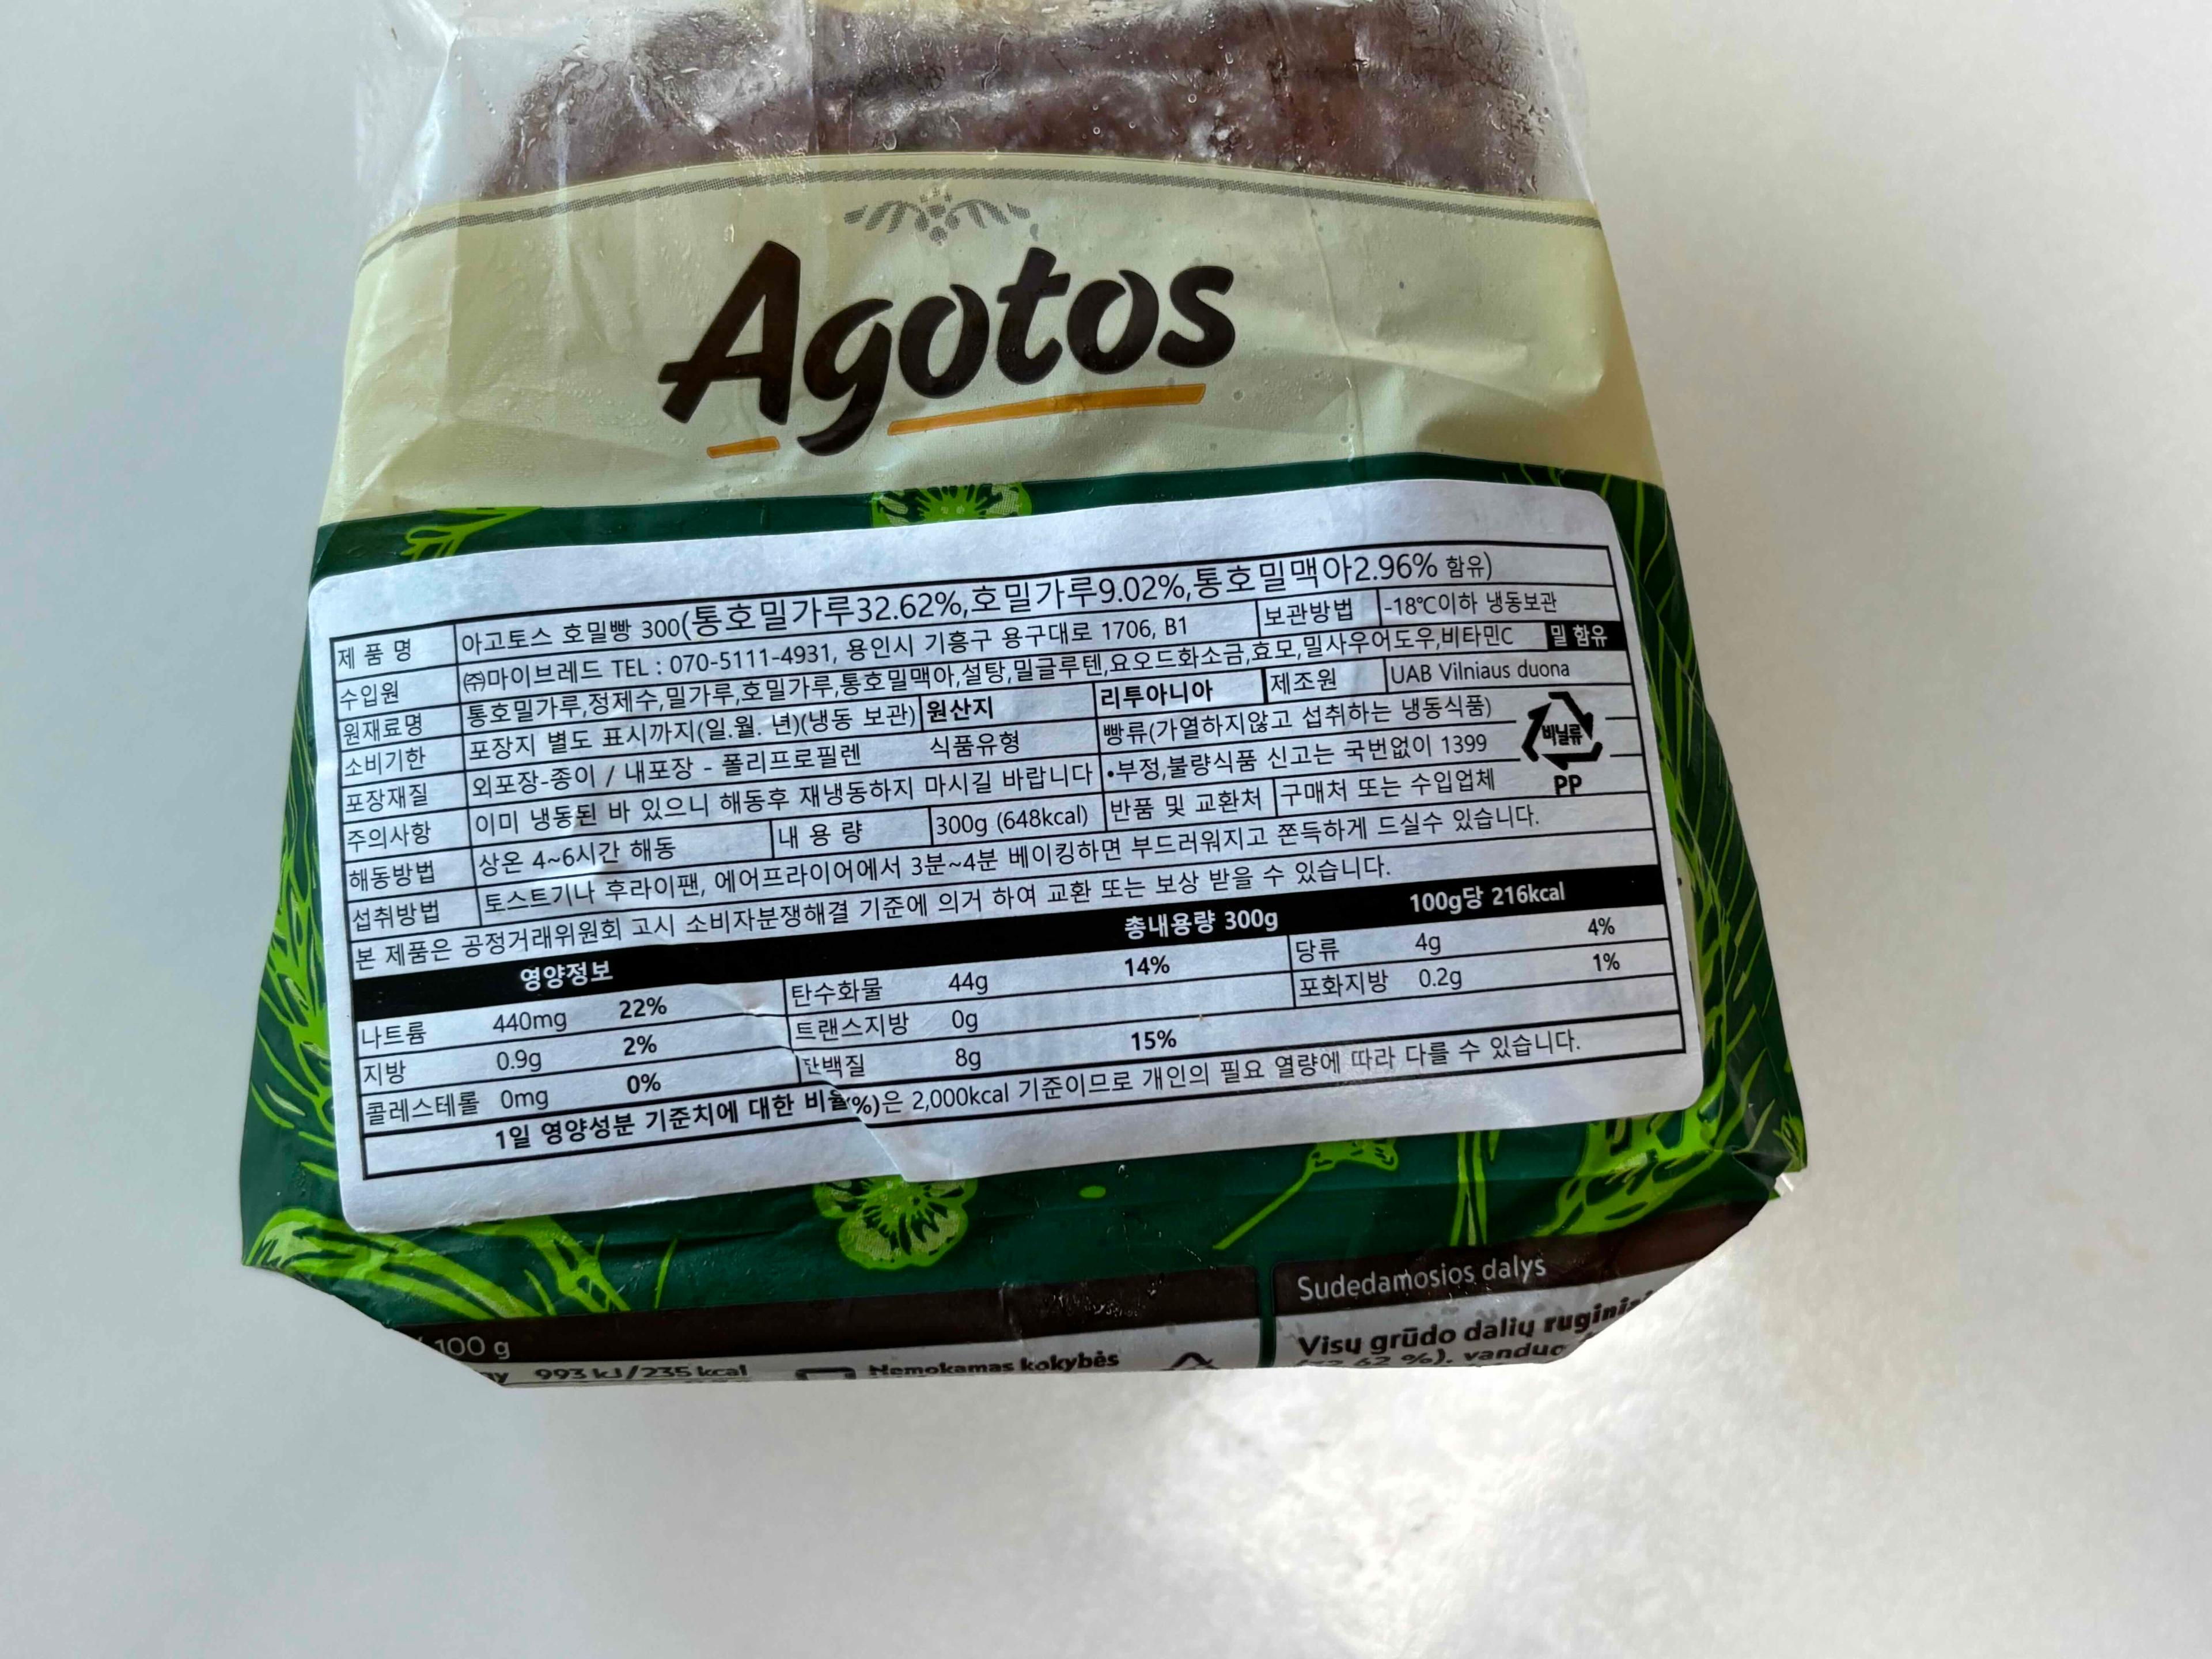 Agotos
제 품 명 아고토스 호밀빵 300(통호밀가루32.62%,호밀가루9.02%,통호밀맥아2.96% 함유)
수입원 ㈜마이브레드 TEL : 070-5111-4931, 용인시 기흥구 용구대로 1706, B1 보관방법 -18℃이하 냉동보관
원재료명 통호밀가루,정제수,밀가루,호밀가루,통호밀맥아,설탕,밀글루텐,요오드화소금,효모,밀사우어도우,비타민C 밀 함유
소비기한 포장지 별도 표시까지(일.월. 년)(냉동 보관) 원산지 리투아니아 제조원 UAB Vilniaus duona
포장재질 외포장-종이 / 내포장 - 폴리프로필렌 식품유형 빵류(가열하지않고 섭취하는 냉동식품)
주의사항 이미 냉동된 바 있으니 해동후 재냉동하지 마시길 바랍니다 •부정,불량식품 신고는 국번없이 1399
해동방법 상온 4~6시간 해동 내 용 량 300g (648kcal) 반품 및 교환처 구매처 또는 수입업체
비닐류
PP
섭취방법 토스트기나 후라이팬, 에어프라이어에서 3분~4분 베이킹하면 부드러워지고 쫀득하게 드실수 있습니다.
본 제품은 공정거래위원회 고시 소비자분쟁해결 기준에 의거 하여 교환 또는 보상 받을 수 있습니다.
영양정보 총내용량 300g 100g당 216kcal
나트륨 440mg 22% 탄수화물 44g 14% 당류 4g 4%
지방 0.9g 2% 트랜스지방 0g 포화지방 0.2g 1%
콜레스테롤 0mg 0% 단백질 8g 15%
1일 영양성분 기준치에 대한 비율(%)은 2,000kcal 기준이므로 개인의 필요 열량에 따라 다를 수 있습니다.
100 g
993 kJ/235 kcal
Nemokamas kokybės
Sudedamosios dalys
Visų grūdo dalių
62 %), vanduo